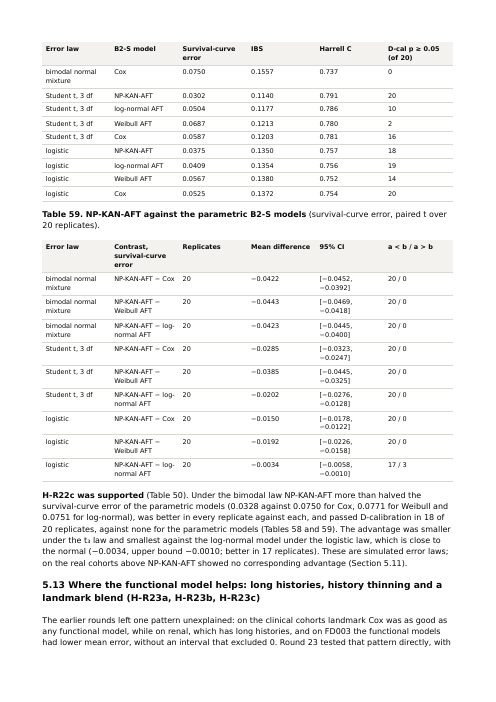 Error law B2-S model Survival-curve error IBS Harrell C D-cal p ≥ 0.05 (of 20)
bimodal normal mixture Cox 0.0750 0.1557 0.737 0
Student t, 3 df NP-KAN-AFT 0.0302 0.1140 0.791 20
Student t, 3 df log-normal AFT 0.0504 0.1177 0.786 10
Student t, 3 df Weibull AFT 0.0687 0.1213 0.780 2
Student t, 3 df Cox 0.0587 0.1203 0.781 16
logistic NP-KAN-AFT 0.0375 0.1350 0.757 18
logistic log-normal AFT 0.0409 0.1354 0.756 19
logistic Weibull AFT 0.0567 0.1380 0.752 14
logistic Cox 0.0525 0.1372 0.754 20
Table 59. NP-KAN-AFT against the parametric B2-S models (survival-curve error, paired t over
20 replicates).
Error law Contrast, survival-curve error Replicates Mean difference 95% CI a < b / a > b
bimodal normal mixture NP-KAN-AFT − Cox 20 −0.0422 [−0.0452, −0.0392] 20 / 0
bimodal normal mixture NP-KAN-AFT − Weibull AFT 20 −0.0443 [−0.0469, −0.0418] 20 / 0
bimodal normal mixture NP-KAN-AFT − log-normal AFT 20 −0.0423 [−0.0445, −0.0400] 20 / 0
Student t, 3 df NP-KAN-AFT − Cox 20 −0.0285 [−0.0323, −0.0247] 20 / 0
Student t, 3 df NP-KAN-AFT − Weibull AFT 20 −0.0385 [−0.0445, −0.0325] 20 / 0
Student t, 3 df NP-KAN-AFT − log-normal AFT 20 −0.0202 [−0.0276, −0.0128] 20 / 0
logistic NP-KAN-AFT − Cox 20 −0.0150 [−0.0178, −0.0122] 20 / 0
logistic NP-KAN-AFT − Weibull AFT 20 −0.0192 [−0.0226, −0.0158] 20 / 0
logistic NP-KAN-AFT − log-normal AFT 20 −0.0034 [−0.0058, −0.0010] 17 / 3
H-R22c was supported (Table 50). Under the bimodal law NP-KAN-AFT more than halved the
survival-curve error of the parametric models (0.0328 against 0.0750 for Cox, 0.0771 for Weibull and
0.0751 for log-normal), was better in every replicate against each, and passed D-calibration in 18 of
20 replicates, against none for the parametric models (Tables 58 and 59). The advantage was smaller
under the t₃ law and smallest against the log-normal model under the logistic law, which is close to
the normal (−0.0034, upper bound −0.0010; better in 17 replicates). These are simulated error laws;
on the real cohorts above NP-KAN-AFT showed no corresponding advantage (Section 5.11).
5.13 Where the functional model helps: long histories, history thinning and a
landmark blend (H-R23a, H-R23b, H-R23c)
The earlier rounds left one pattern unexplained: on the clinical cohorts landmark Cox was as good as
any functional model, while on renal, which has long histories, and on FD003 the functional models
had lower mean error, without an interval that excluded 0. Round 23 tested that pattern directly, with